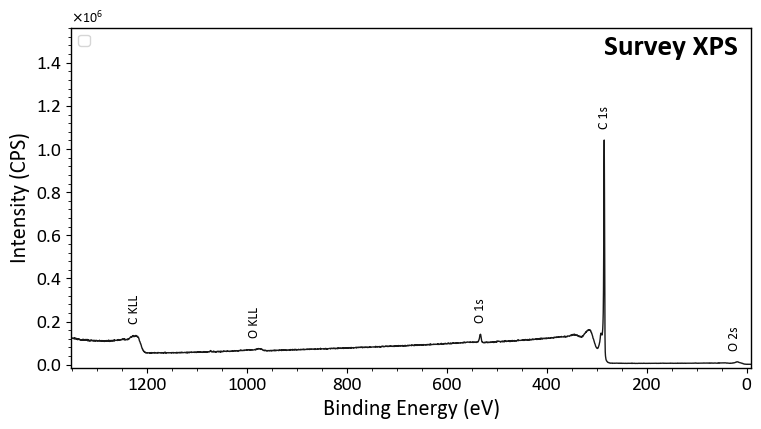 ×10⁶
Survey XPS
1.4
1.2
1.0
0.8
0.6
0.4
0.2
0.0
Intensity (CPS)
C KLL
O KLL
O 1s
C 1s
O 2s
1200 1000 800 600 400 200 0
Binding Energy (eV)